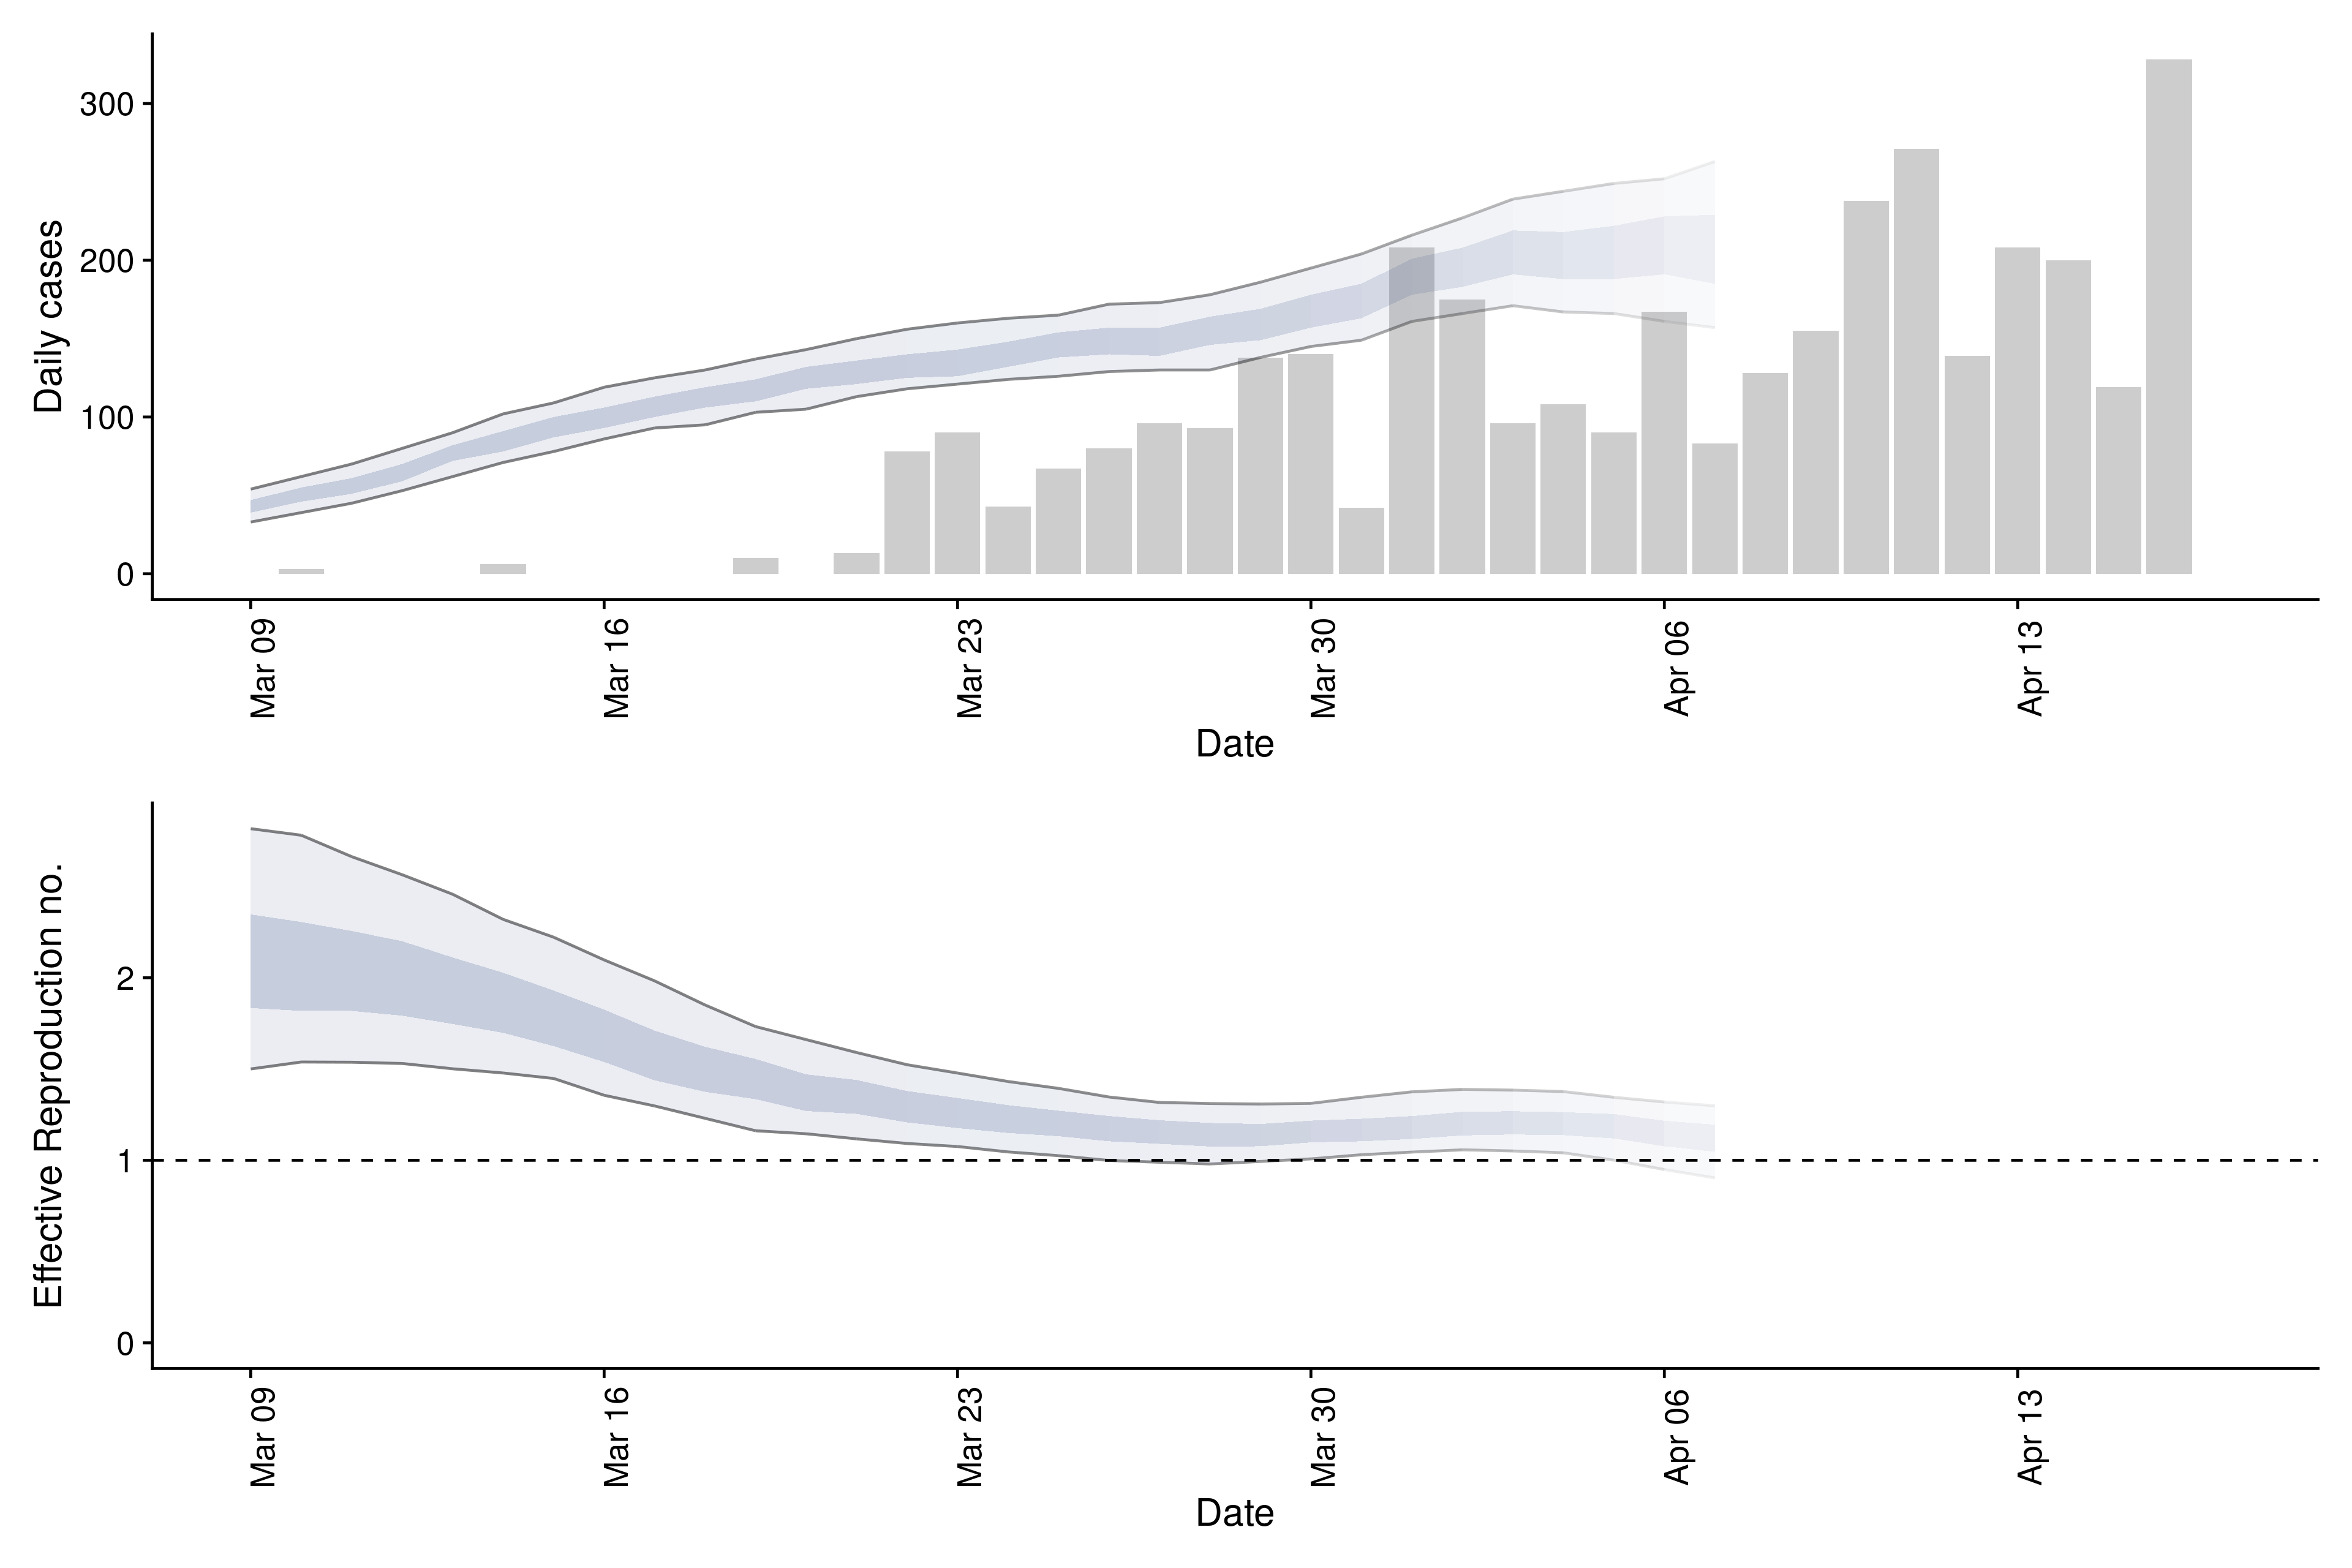 Daily cases
300
200
100
0
Mar 09
Mar 16
Mar 23
Mar 30
Apr 06
Apr 13
Date
Effective Reproduction no.
2
1
0
Mar 09
Mar 16
Mar 23
Mar 30
Apr 06
Apr 13
Date